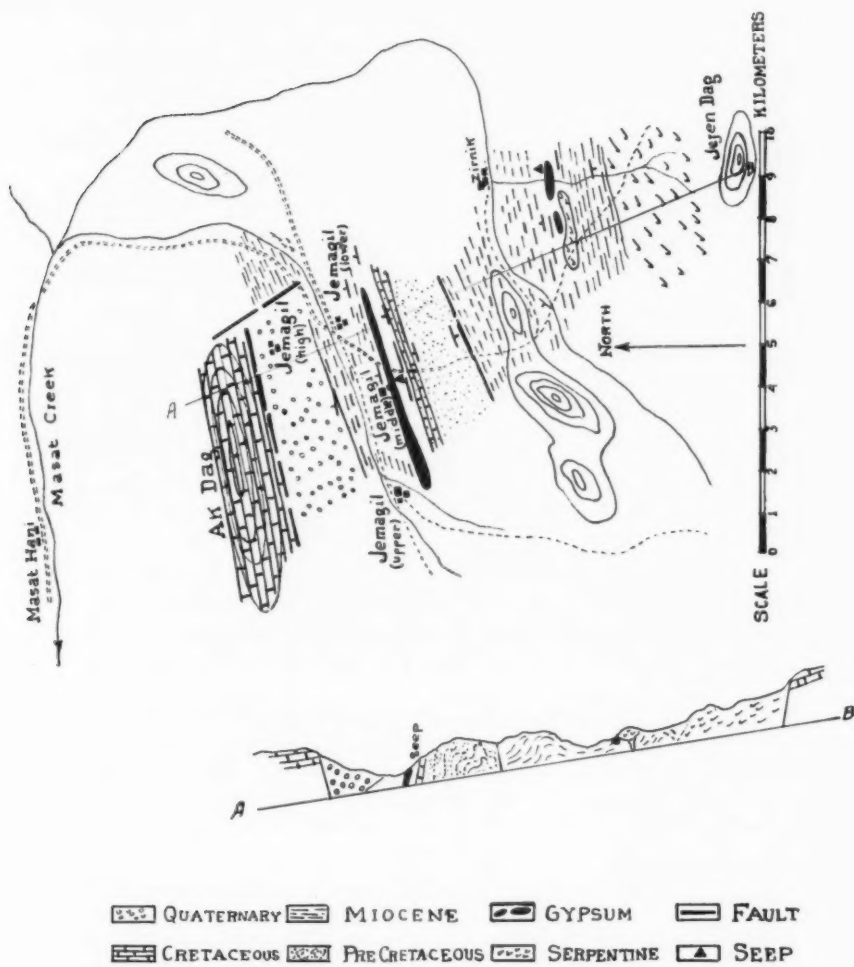 Masat Hani
Masat Creek
A
AK DAG
Jemagil
(high)
Jemagil
(lower)
Jemagil
(middle)
Jemagil
(upper)
Zirnik
Jejen Dag
B
NORTH
SCALE
0 1 2 3 4 5 6 7 8 9 10
KILOMETERS
Seep
A
B
QUATERNARY MIOCENE GYPSUM FAULT
CRETACEOUS PRE CRETACEOUS SERPENTINE SEEP